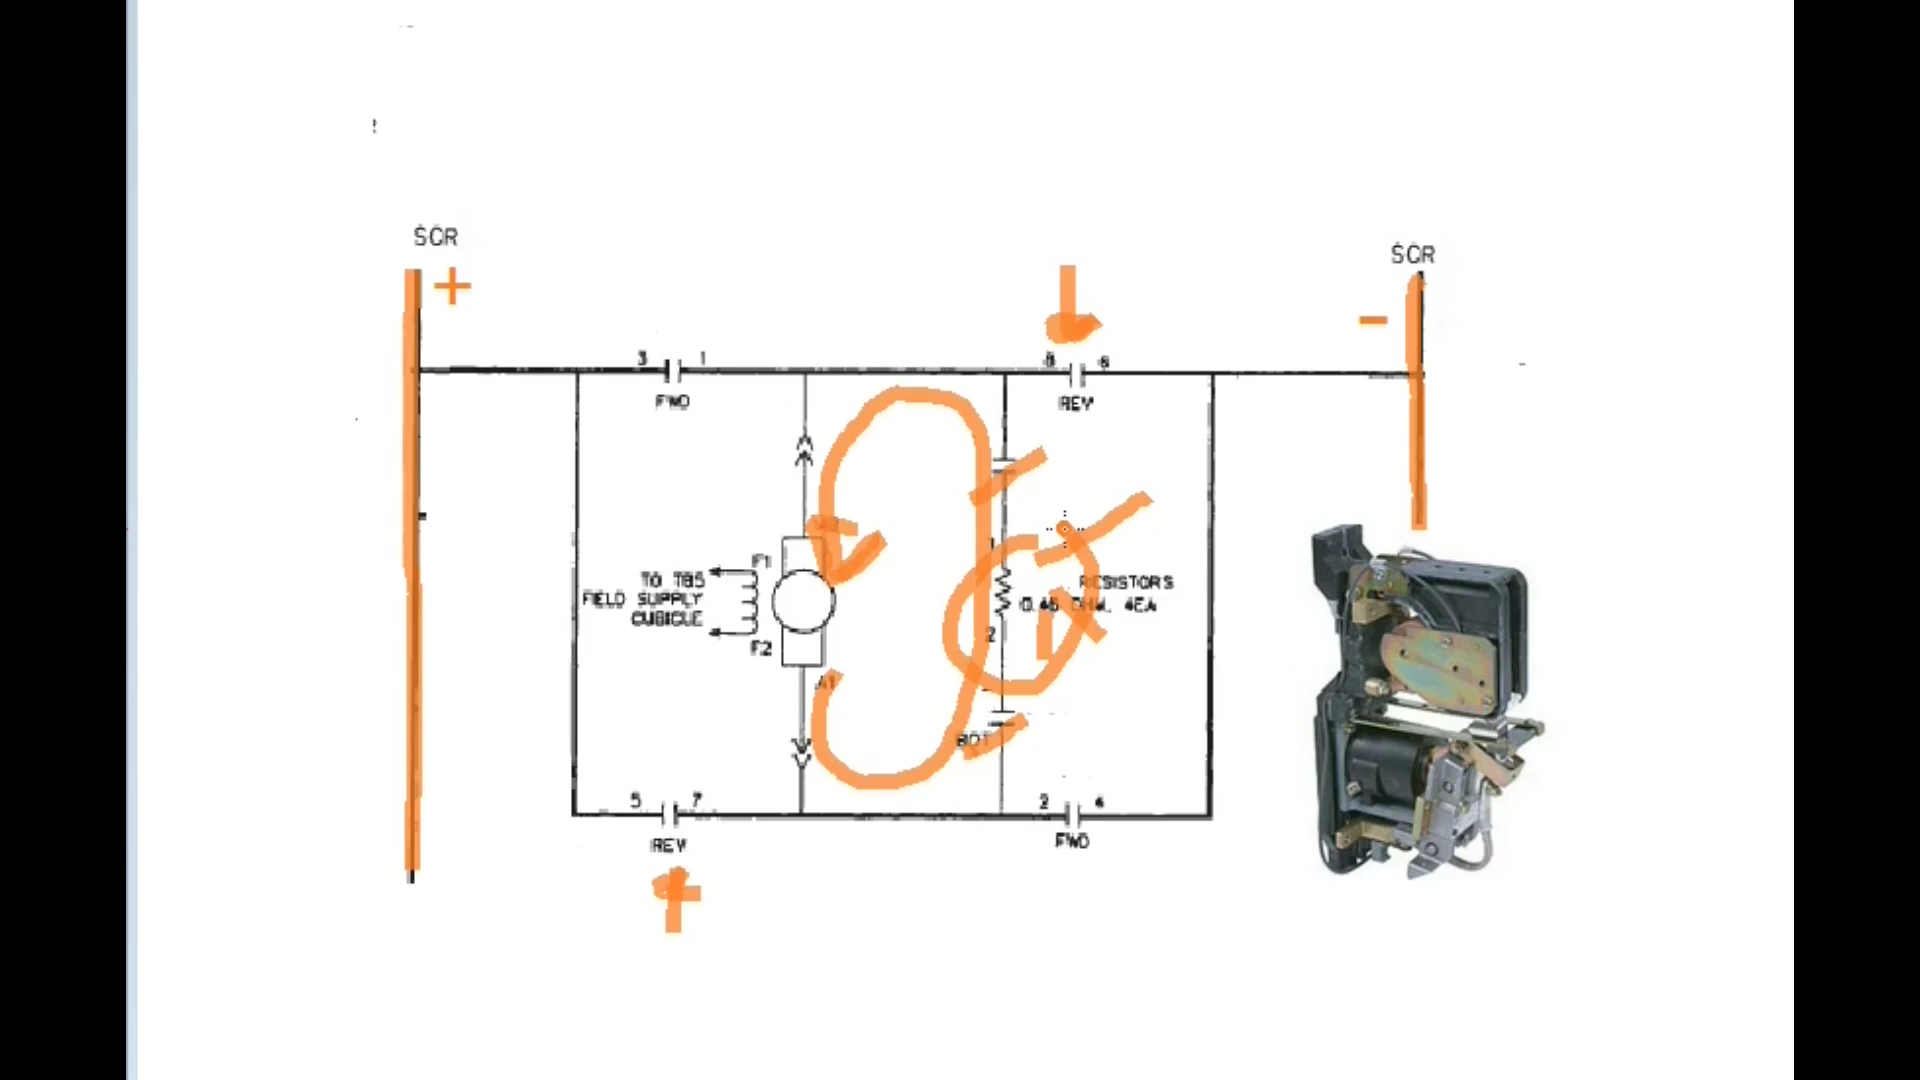 SCR
SCR
+
-
3 1
8 6
FWD
REV
F1
TO TB5
FIELD SUPPLY
CUBICLE
F2
RESISTORS
1
2
A1
5 7
2 4
REV
FWD